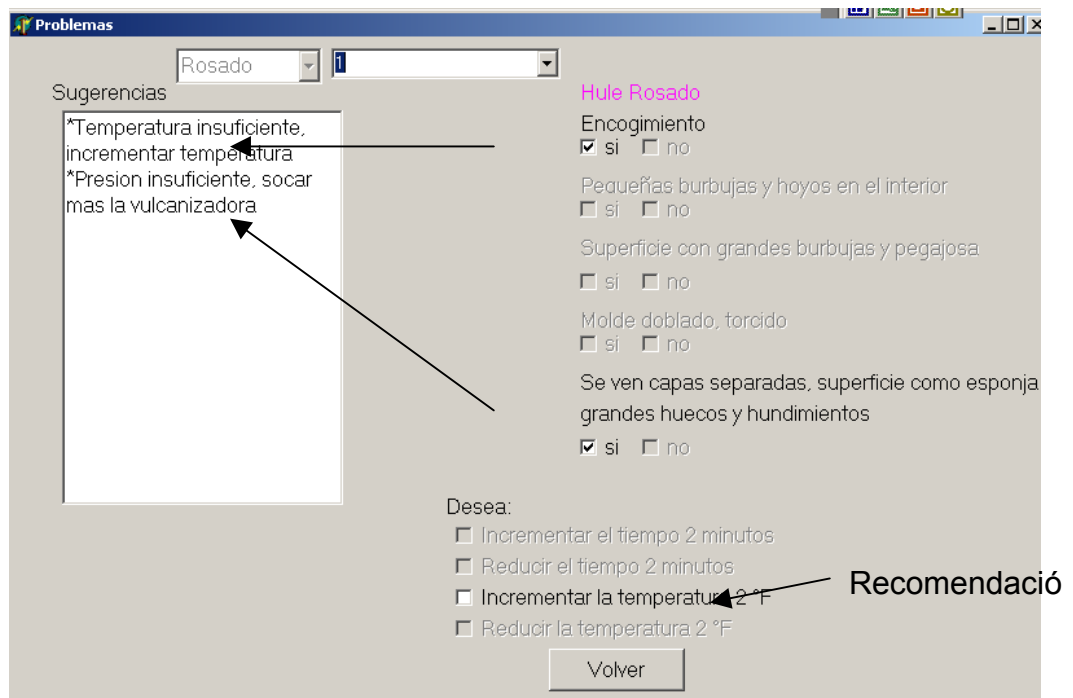 Problemas
Rosado
1
Sugerencias
*Temperatura insuficiente,
incrementar temperatura
*Presion insuficiente, socar
mas la vulcanizadora
Hule Rosado
Encogimiento
si no
Pequeñas burbujas y hoyos en el interior
si no
Superficie con grandes burbujas y pegajosa
si no
Molde doblado, torcido
si no
Se ven capas separadas, superficie como esponja
grandes huecos y hundimientos
si no
Desea:
Incrementar el tiempo 2 minutos
Reducir el tiempo 2 minutos
Incrementar la temperatura 2 °F
Reducir la temperatura 2 °F
Recomendació
Volver